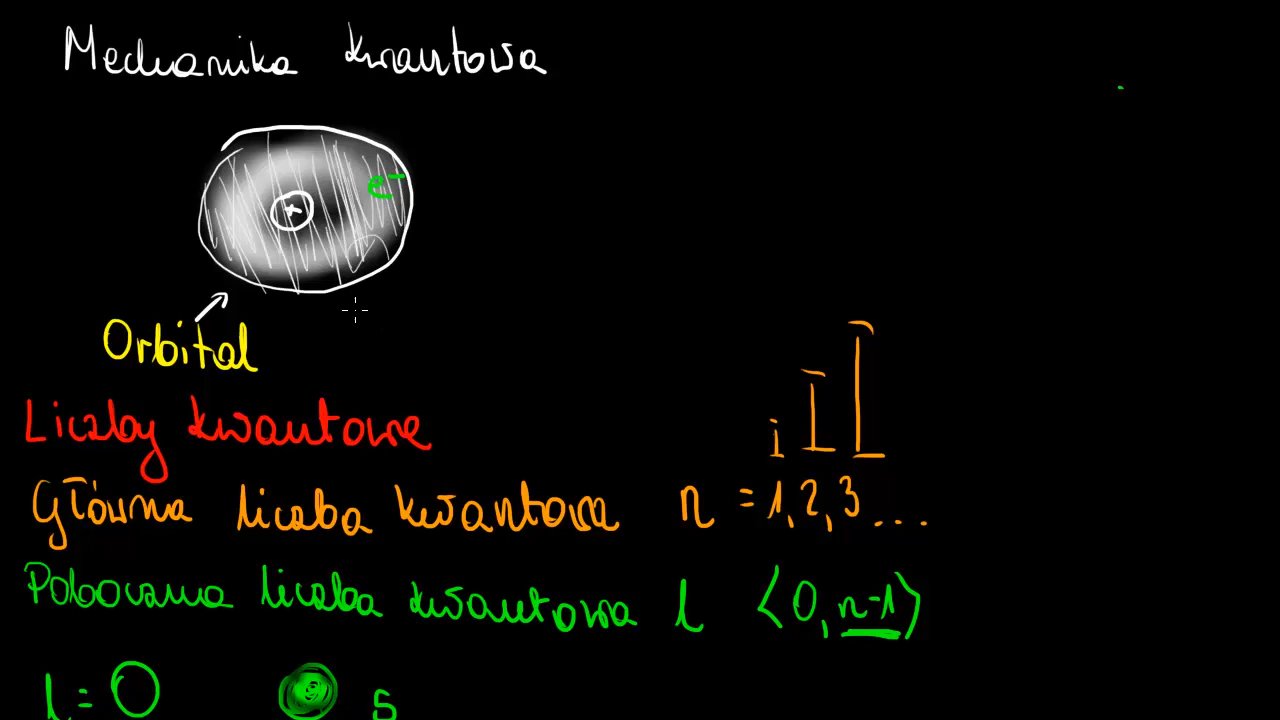 Mechanika kwantowa
e⁻
+
Orbital
Liczby kwantowe
Główna liczba kwantowa n = 1, 2, 3 ...
Poboczna liczba kwantowa l ⟨0, n-1⟩
l = 0 s